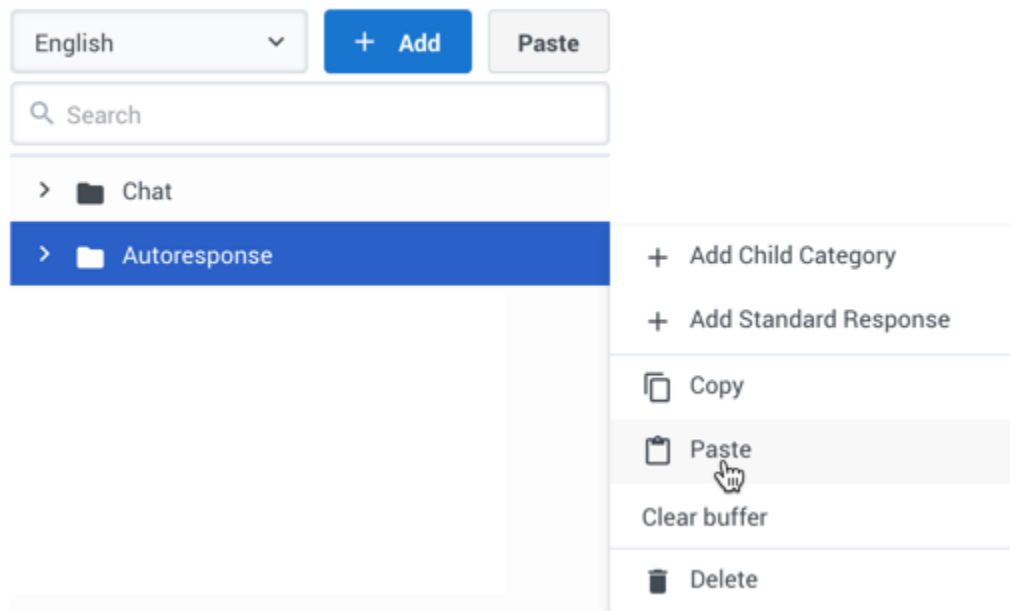 English
+ Add
Paste
Search
Chat
Autoresponse
+ Add Child Category
+ Add Standard Response
Copy
Paste
Clear buffer
Delete